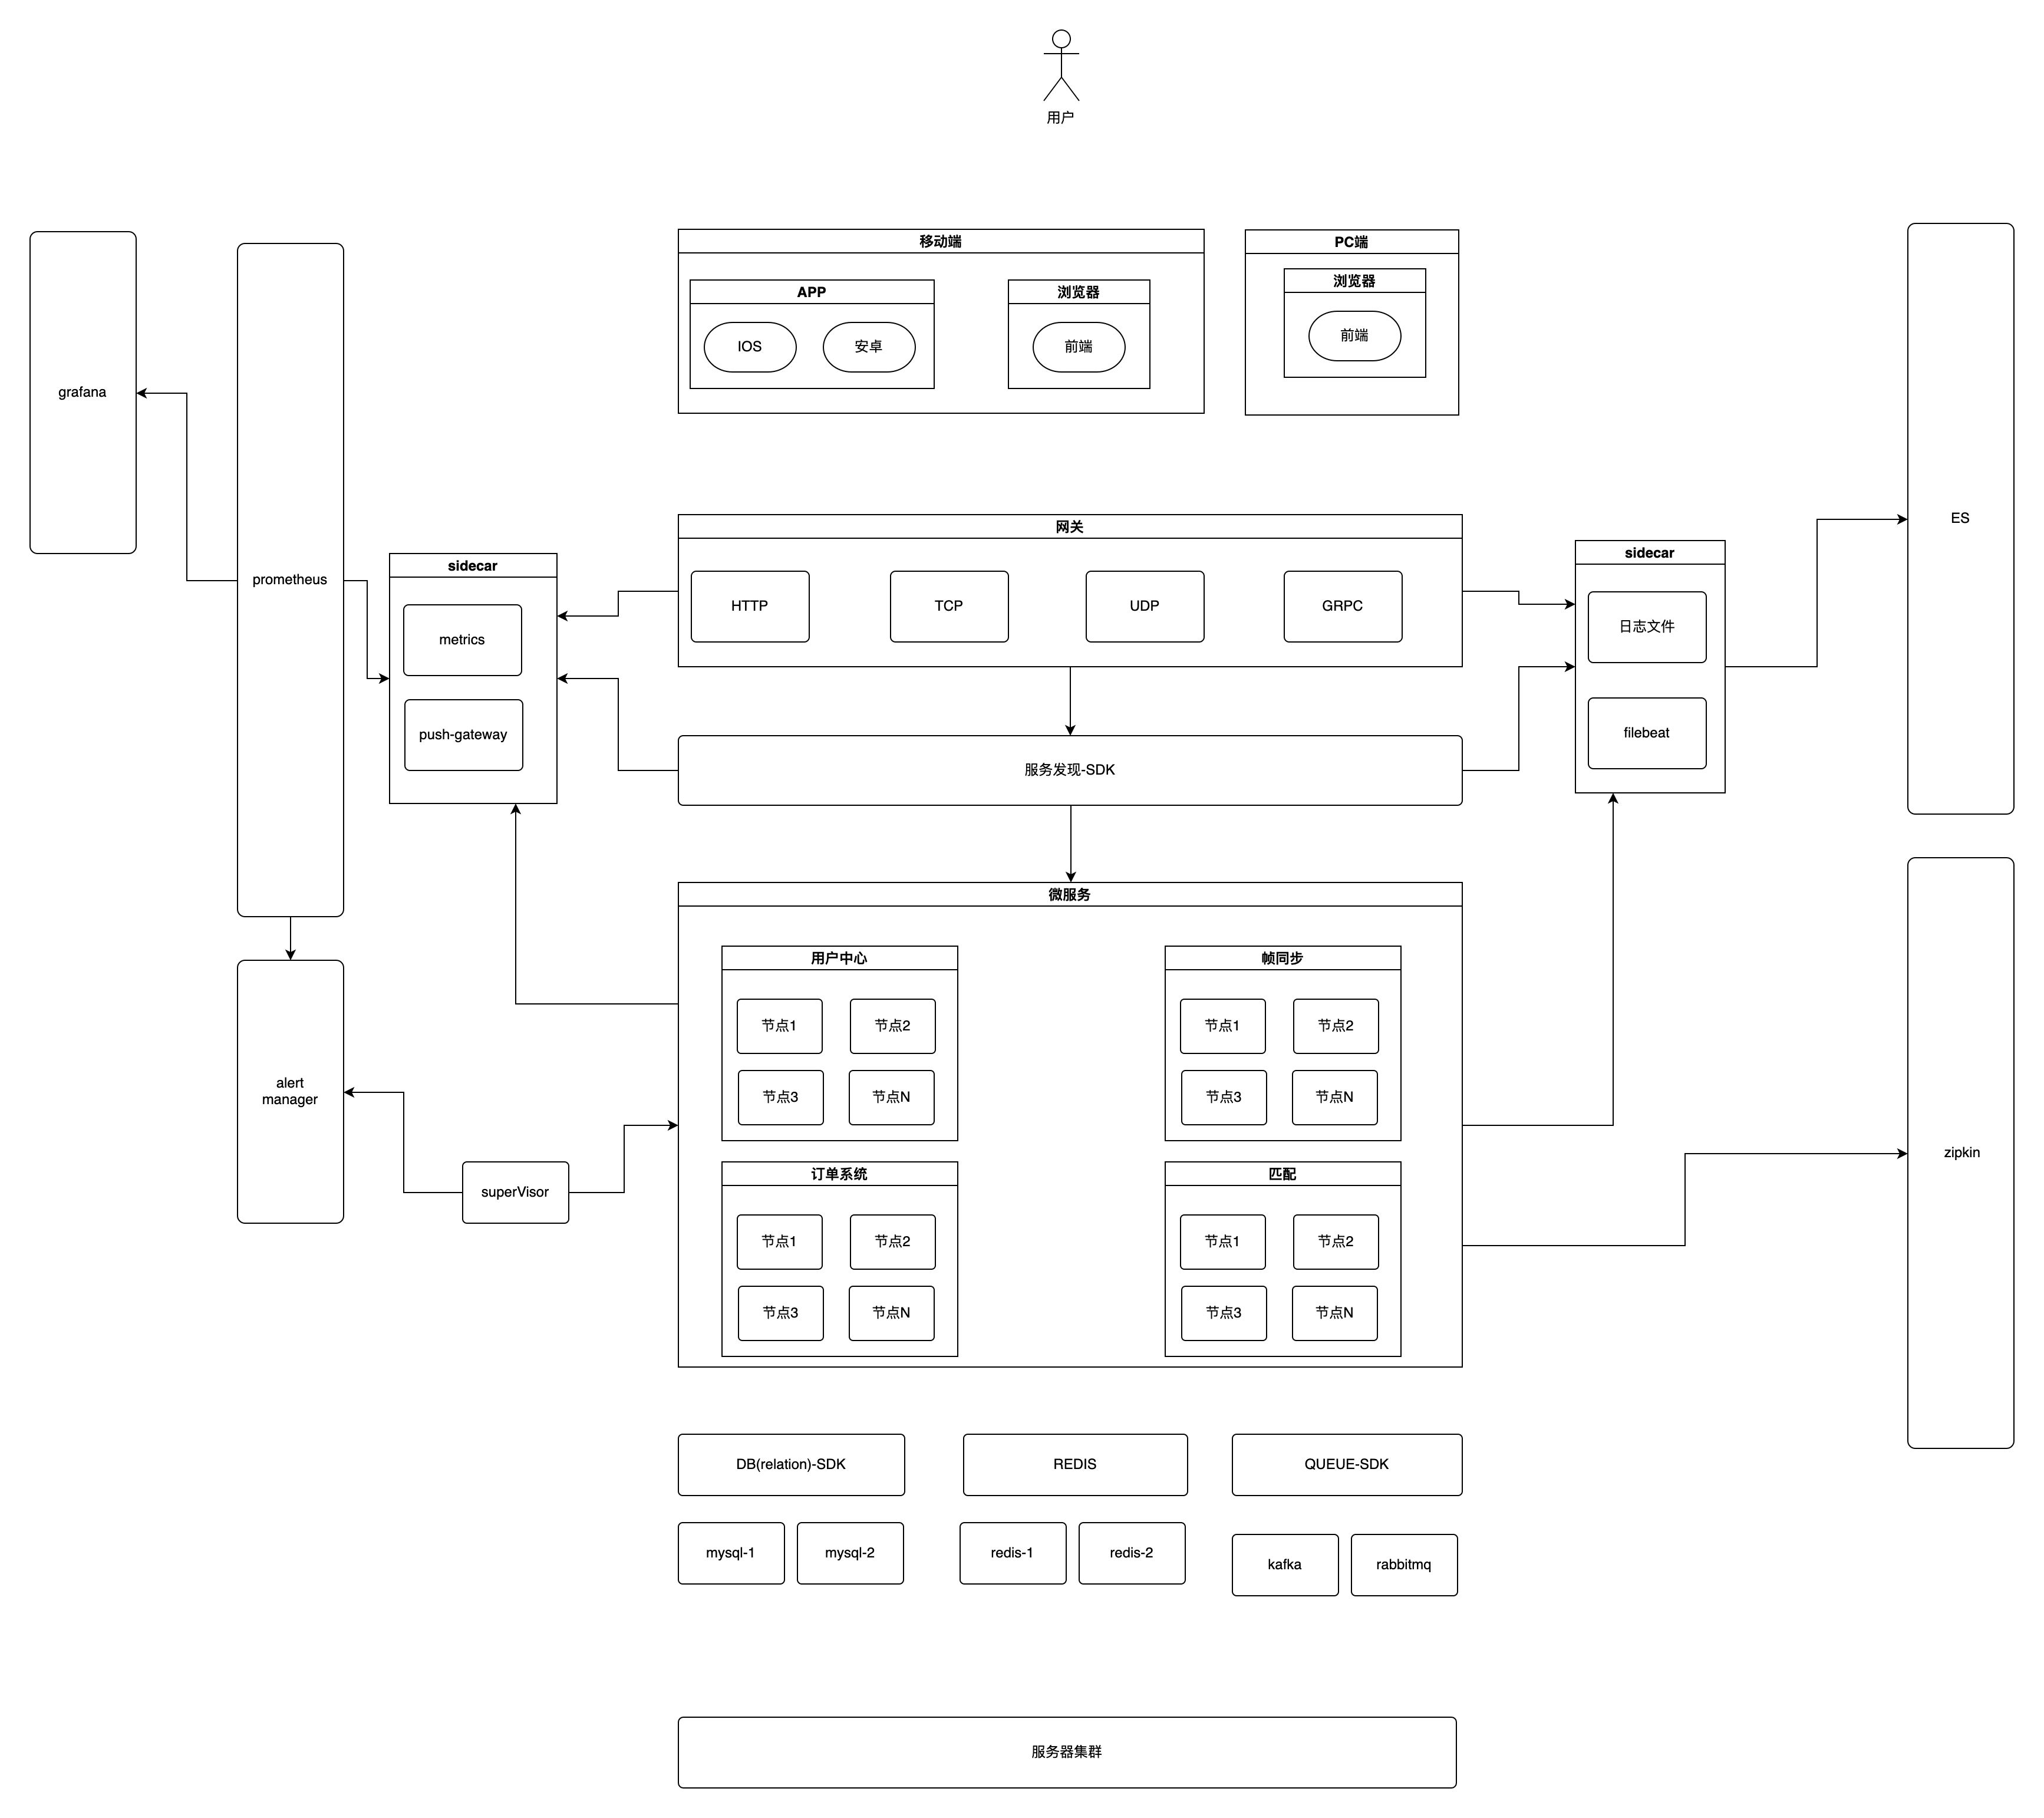 用户
移动端
PC端
APP
浏览器
浏览器
IOS
安卓
前端
前端
grafana
prometheus
ES
网关
HTTP
TCP
UDP
GRPC
sidecar
metrics
push-gateway
sidecar
日志文件
filebeat
服务发现-SDK
微服务
用户中心
节点1
节点2
节点3
节点N
帧同步
节点1
节点2
节点3
节点N
订单系统
节点1
节点2
节点3
节点N
匹配
节点1
节点2
节点3
节点N
alert
manager
superVisor
zipkin
DB(relation)-SDK
REDIS
QUEUE-SDK
mysql-1
mysql-2
redis-1
redis-2
kafka
rabbitmq
服务器集群